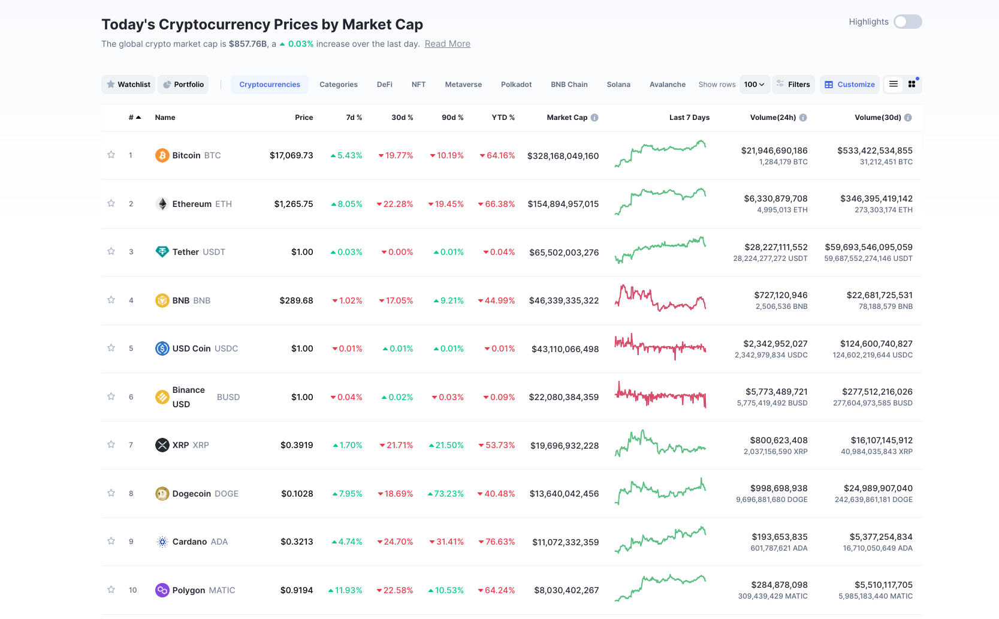 Today's Cryptocurrency Prices by Market Cap
Highlights
The global crypto market cap is $857.76B, a 0.03% increase over the last day. Read More
Watchlist Portfolio Cryptocurrencies Categories DeFi NFT Metaverse Polkadot BNB Chain Solana Avalanche Show rows 100 Filters Customize
# Name Price 7d % 30d % 90d % YTD % Market Cap Last 7 Days Volume(24h) Volume(30d)
1 Bitcoin BTC $17,069.73 5.43% 19.77% 10.19% 64.16% $328,168,049,160 $21,946,690,186 $533,422,534,855
1,284,179 BTC 31,212,451 BTC
2 Ethereum ETH $1,265.75 8.05% 22.28% 19.45% 66.38% $154,894,957,015 $6,330,879,708 $346,395,419,142
4,995,013 ETH 273,303,174 ETH
3 Tether USDT $1.00 0.03% 0.00% 0.01% 0.04% $65,502,003,276 $28,227,111,552 $59,693,546,095,059
28,224,277,272 USDT 59,687,552,274,146 USDT
4 BNB BNB $289.68 1.02% 17.05% 9.21% 44.99% $46,339,335,322 $727,120,946 $22,681,725,531
2,506,536 BNB 78,188,579 BNB
5 USD Coin USDC $1.00 0.01% 0.01% 0.01% 0.01% $43,110,066,498 $2,342,952,027 $124,600,740,827
2,342,979,834 USDC 124,602,219,644 USDC
6 Binance USD BUSD $1.00 0.04% 0.02% 0.03% 0.09% $22,080,384,359 $5,773,489,721 $277,512,216,026
5,775,419,492 BUSD 277,604,973,585 BUSD
7 XRP XRP $0.3919 1.70% 21.71% 21.50% 53.73% $19,696,932,228 $800,623,408 $16,107,145,912
2,037,156,590 XRP 40,984,035,843 XRP
8 Dogecoin DOGE $0.1028 7.95% 18.69% 73.23% 40.48% $13,640,042,456 $998,698,938 $24,989,907,040
9,696,881,680 DOGE 242,639,861,181 DOGE
9 Cardano ADA $0.3213 4.74% 24.70% 31.41% 76.63% $11,072,332,359 $193,653,835 $5,377,254,834
601,787,621 ADA 16,710,050,649 ADA
10 Polygon MATIC $0.9194 11.93% 22.58% 10.53% 64.24% $8,030,402,267 $284,878,098 $5,510,117,705
309,439,429 MATIC 5,985,183,440 MATIC